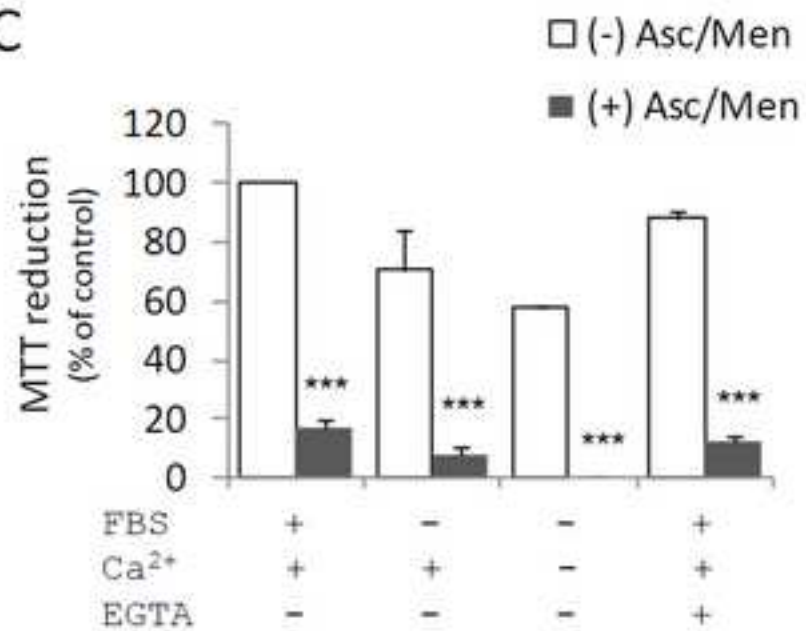 C
(-) Asc/Men
(+) Asc/Men
MTT reduction
(% of control)
120
100
80
60
40
20
0
***
***
***
***
FBS + - - +
Ca²⁺ + + - +
EGTA - - - +